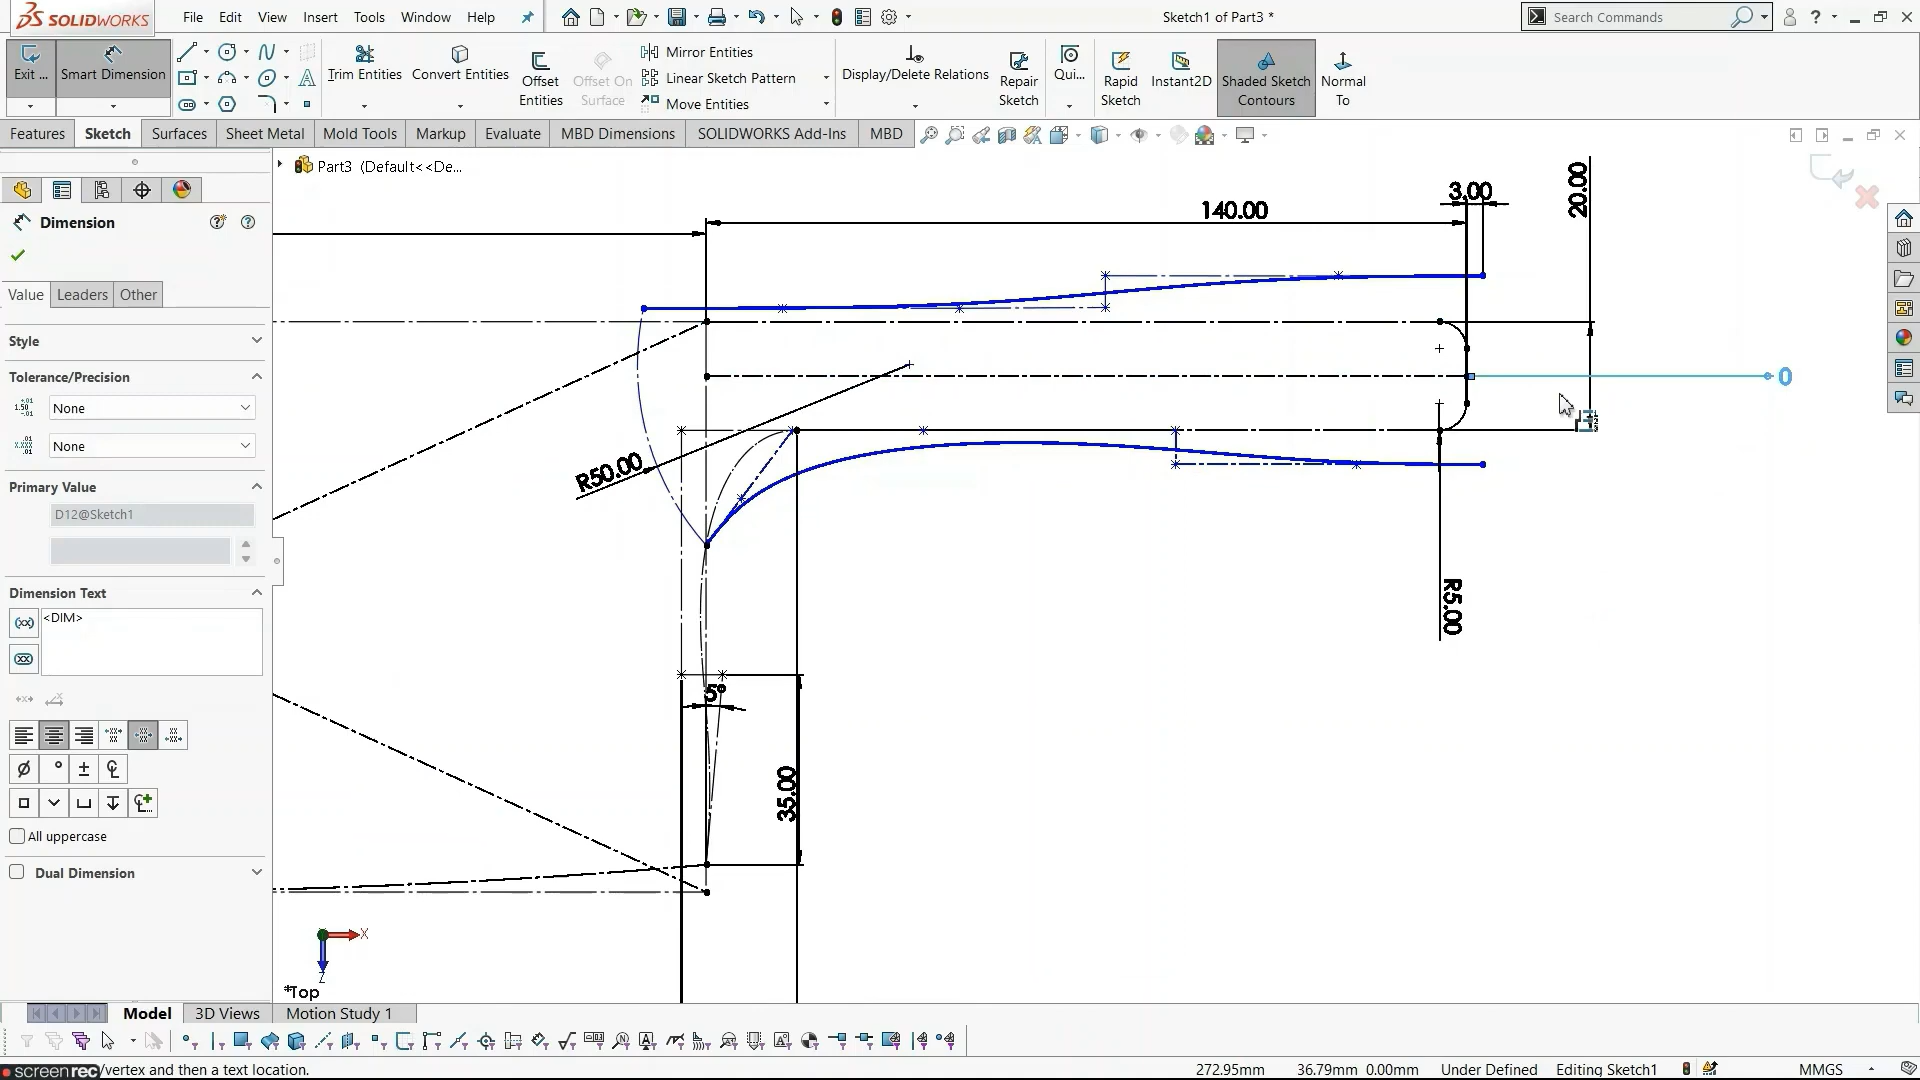 SOLIDWORKS
File Edit View Insert Tools Window Help
Sketch1 of Part3 *
Search Commands
Exit ...
Smart Dimension
Trim Entities
Convert Entities
Offset Entities
Offset On Surface
Mirror Entities
Linear Sketch Pattern
Move Entities
Display/Delete Relations
Repair Sketch
Qui...
Rapid Sketch
Instant2D
Shaded Sketch Contours
Normal To
Features Sketch Surfaces Sheet Metal Mold Tools Markup Evaluate MBD Dimensions SOLIDWORKS Add-Ins MBD
Part3 (Default<<De...
Dimension
Value Leaders Other
Style
Tolerance/Precision
None
None
Primary Value
D12@Sketch1
Dimension Text
<DIM>
All uppercase
Dual Dimension
140.00
3.00
20.00
0
R50.00
R5.00
5°
35.00
X
Z
*Top
Model 3D Views Motion Study 1
screenrec /vertex and then a text location.
272.95mm 36.79mm 0.00mm Under Defined Editing Sketch1 MMGS